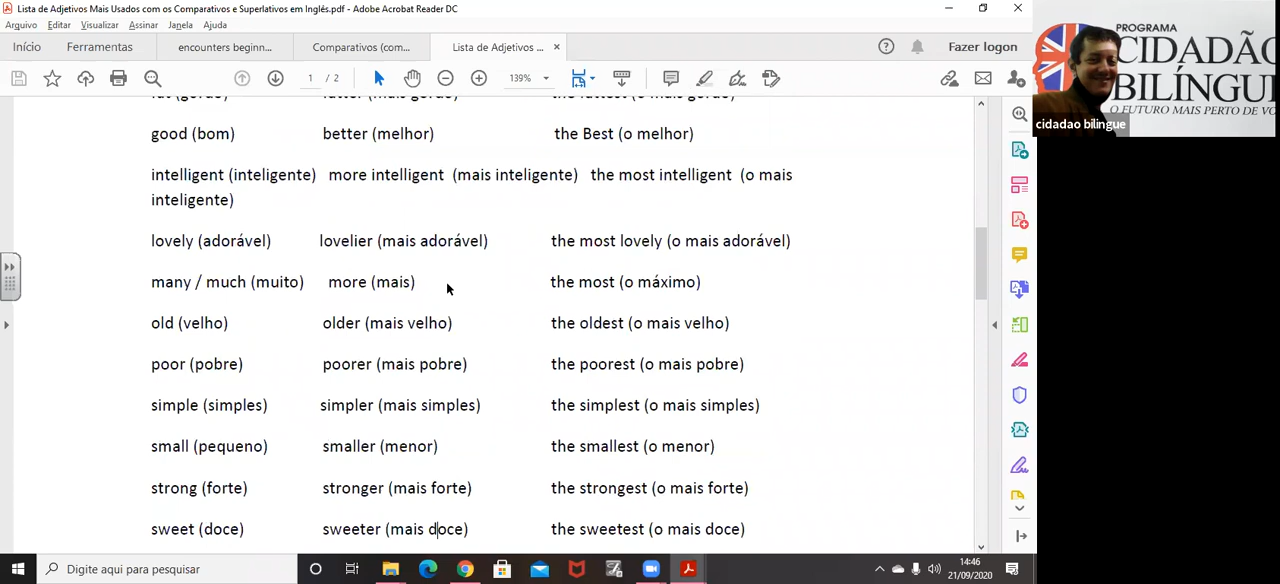 Lista de Adjetivos Mais Usados com os Comparativos e Superlativos em Inglés.pdf - Adobe Acrobat Reader DC
Arquivo Editar Visualizar Assinar Janela Ajuda
Início Ferramentas encounters beginn... Comparativos (com... Lista de Adjetivos ... × Fazer logon
1 / 2 139%
good (bom) better (melhor) the Best (o melhor)
intelligent (inteligente) more intelligent (mais inteligente) the most intelligent (o mais
inteligente)
lovely (adorável) lovelier (mais adorável) the most lovely (o mais adorável)
many / much (muito) more (mais) the most (o máximo)
old (velho) older (mais velho) the oldest (o mais velho)
poor (pobre) poorer (mais pobre) the poorest (o mais pobre)
simple (simples) simpler (mais simples) the simplest (o mais simples)
small (pequeno) smaller (menor) the smallest (o menor)
strong (forte) stronger (mais forte) the strongest (o mais forte)
sweet (doce) sweeter (mais doce) the sweetest (o mais doce)
Digite aqui para pesquisar
14:46
21/09/2020
PROGRAMA
CIDADÃO
BILÍNGU
O FUTURO MAIS PERTO DE VO
cidadao bilingue